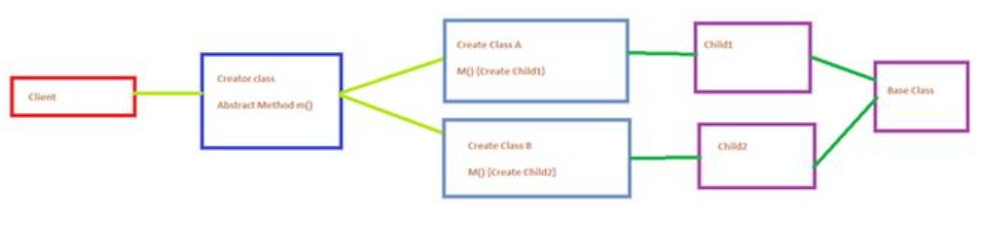 Client
Creator class
Abstract Method m()
Create Class A
M() {Create Child1}
Create Class B
M() {Create Child2}
Child1
Child2
Base Class